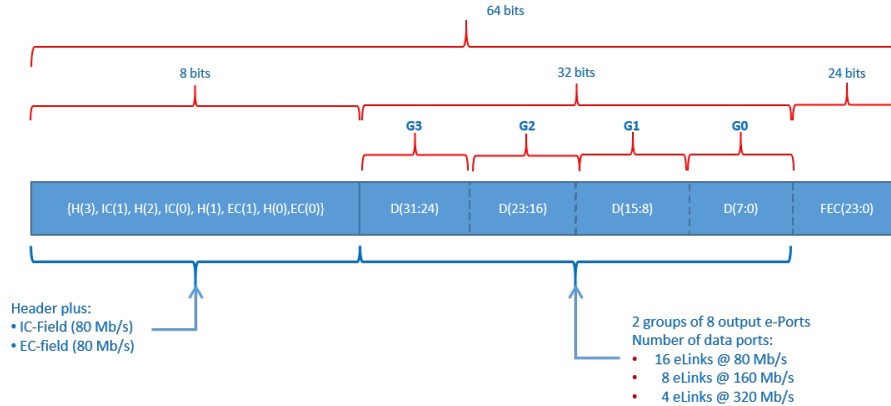 64 bits
8 bits
32 bits
24 bits
G3
G2
G1
G0
{H(3), IC(1), H(2), IC(0), H(1), EC(1), H(0),EC(0)}
D(31:24)
D(23:16)
D(15:8)
D(7:0)
FEC(23:0)
Header plus:
• IC-Field (80 Mb/s)
• EC-field (80 Mb/s)
2 groups of 8 output e-Ports
Number of data ports:
• 16 eLinks @ 80 Mb/s
• 8 eLinks @ 160 Mb/s
• 4 eLinks @ 320 Mb/s